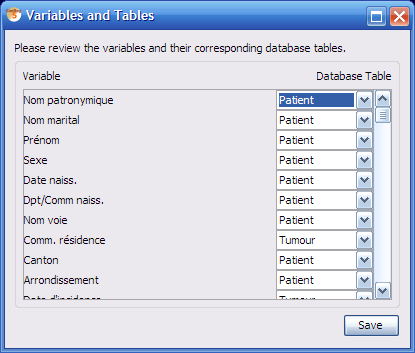 Variables and Tables
Please review the variables and their corresponding database tables.
Variable Database Table
Nom patronymique Patient
Nom marital Patient
Prénom Patient
Sexe Patient
Date naiss. Patient
Dpt/Comm naiss. Patient
Nom voie Patient
Comm. résidence Tumour
Canton Patient
Arrondissement Patient
Date d'incidence Tumour
Save